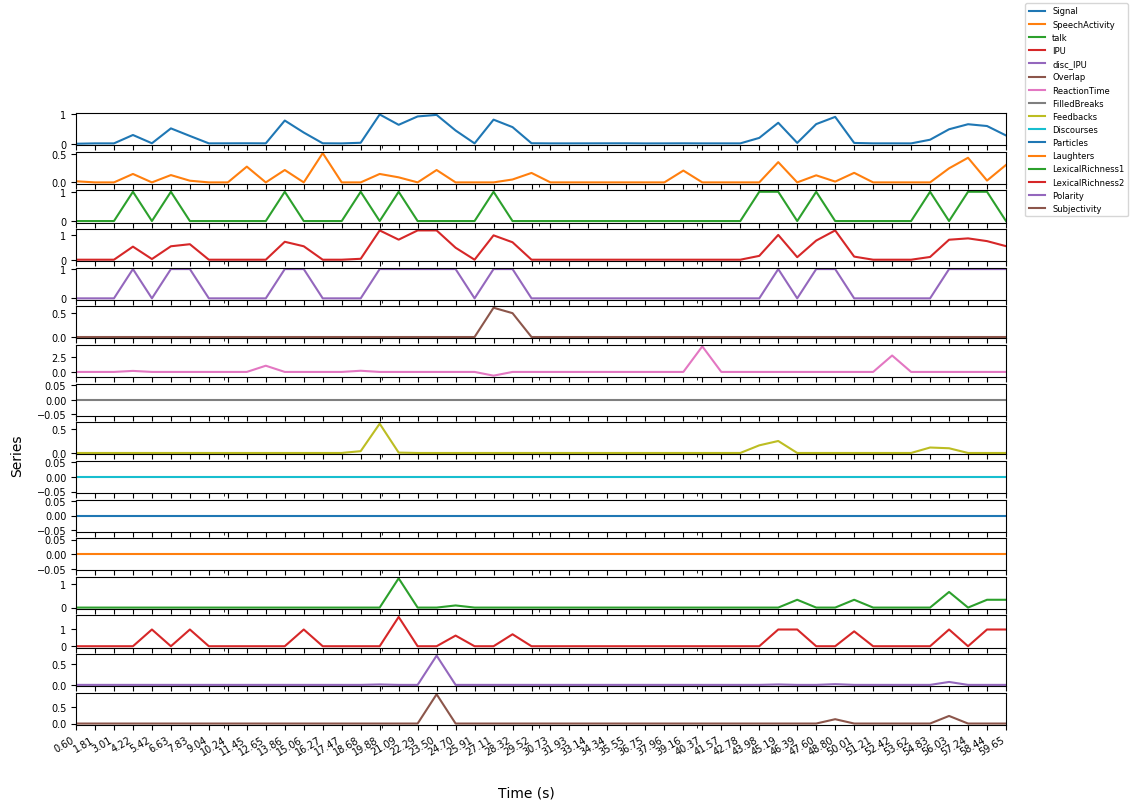 Signal
SpeechActivity
talk
IPU
disc_IPU
Overlap
ReactionTime
FilledBreaks
Feedbacks
Discourses
Particles
Laughters
LexicalRichness1
LexicalRichness2
Polarity
Subjectivity
1
0
0.5
0.0
1
0
1
0
1
0
0.5
0.0
2.5
0.0
0.05
0.00
−0.05
0.5
0.0
0.05
0.00
−0.05
0.05
0.00
−0.05
0.05
0.00
−0.05
1
0
1
0
0.5
0.0
0.5
0.0
Series
0.60 1.81 3.01 4.22 5.42 6.63 7.83 9.04 10.24 11.45 12.65 13.86 15.06 16.27 17.47 18.68 19.88 21.09 22.29 23.50 24.70 25.91 27.11 28.32 29.52 30.73 31.93 33.14 34.34 35.55 36.75 37.96 39.16 40.37 41.57 42.78 43.98 45.19 46.39 47.60 48.80 50.01 51.21 52.42 53.62 54.83 56.03 57.24 58.44 59.65
Time (s)